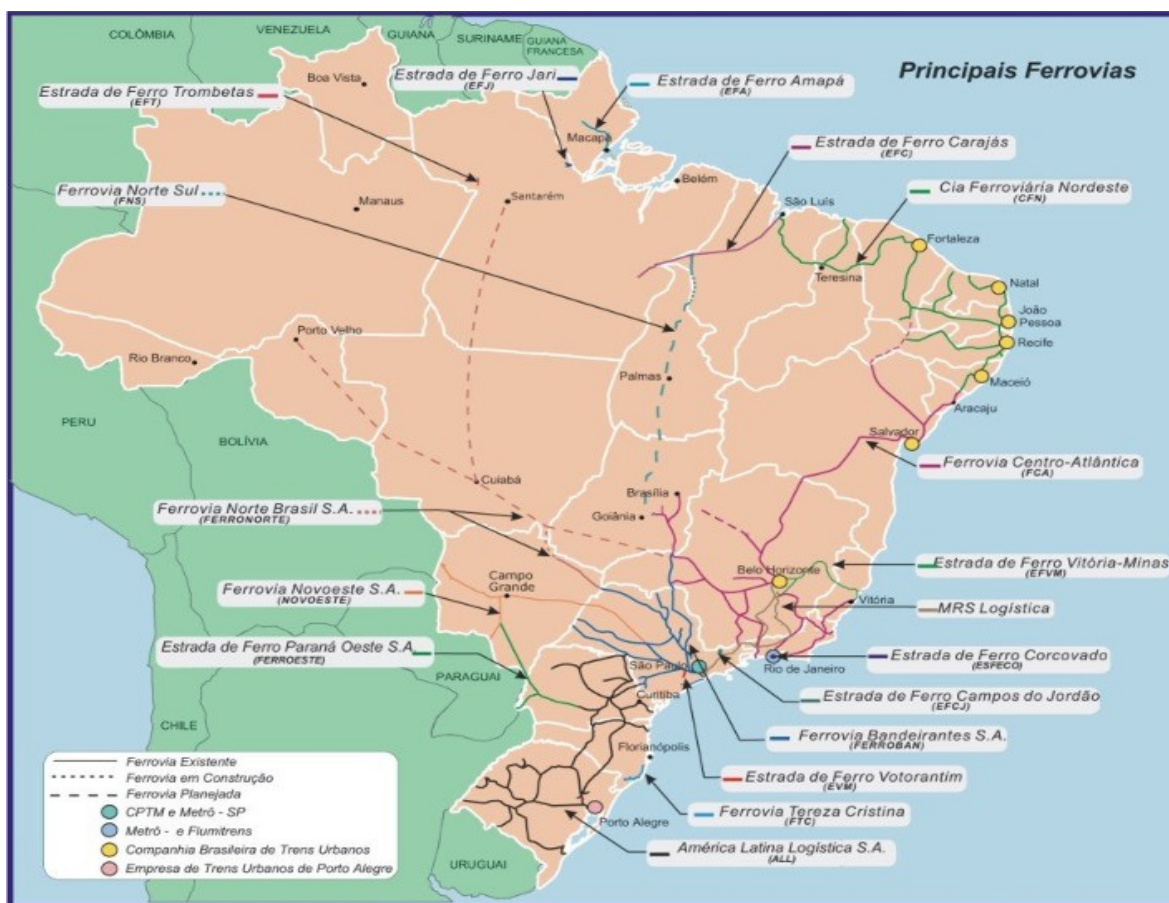 COLÔMBIA
VENEZUELA
GUIANA
SURINAME
GUIANA
FRANCESA
Principais Ferrovias
Boa Vista
Estrada de Ferro Jari
(EFJ)
Estrada de Ferro Amapá
(EFA)
Estrada de Ferro Trombetas
(EFT)
Macapá
Estrada de Ferro Carajás
(EFC)
Belém
Ferrovia Norte Sul
(FNS)
Santarém
Manaus
Cia Ferroviária Nordeste
(CFN)
São Luís
Fortaleza
Teresina
Natal
João
Pessoa
Porto Velho
Recife
Rio Branco
Palmas
Maceió
Aracaju
PERU
BOLÍVIA
Salvador
Ferrovia Centro-Atlântica
(FCA)
Cuiabá
Brasília
Goiânia
Ferrovia Norte Brasil S.A.
(FERRONORTE)
Belo Horizonte
Estrada de Ferro Vitória-Minas
(EFVM)
Campo
Grande
Ferrovia Novoeste S.A.
(NOVOESTE)
Vitória
MRS Logística
Estrada de Ferro Paraná Oeste S.A.
(FERROESTE)
São Paulo
Rio de Janeiro
Estrada de Ferro Corcovado
(ESFECO)
PARAGUAI
Curitiba
Estrada de Ferro Campos do Jordão
(EFCJ)
CHILE
Ferrovia Bandeirantes S.A.
(FERROBAN)
Florianópolis
Estrada de Ferro Votorantim
(EVM)
Ferrovia Tereza Cristina
(FTC)
Porto Alegre
América Latina Logística S.A.
(ALL)
URUGUAI
Ferrovia Existente
Ferrovia em Construção
Ferrovia Planejada
CPTM e Metrô - SP
Metrô - e Flumitrens
Companhia Brasileira de Trens Urbanos
Empresa de Trens Urbanos de Porto Alegre